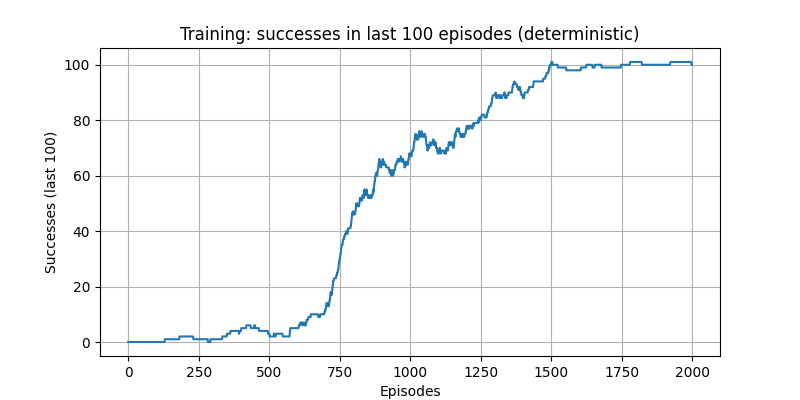 Training: successes in last 100 episodes (deterministic)
Successes (last 100)
100
80
60
40
20
0
0 250 500 750 1000 1250 1500 1750 2000
Episodes